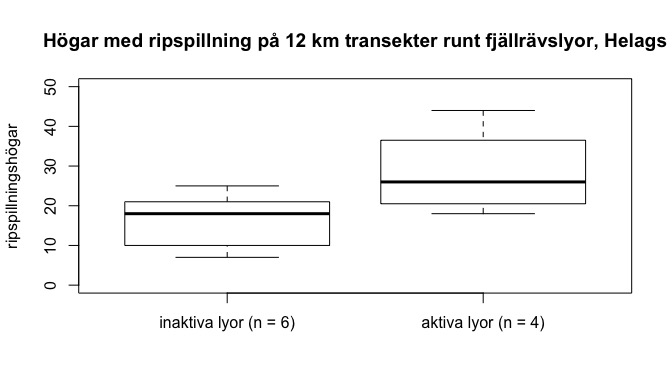 Högar med ripspillning på 12 km transekter runt fjällrävslyor, Helags
50
40
30
20
10
0
ripspillningshögar
inaktiva lyor (n = 6)
aktiva lyor (n = 4)